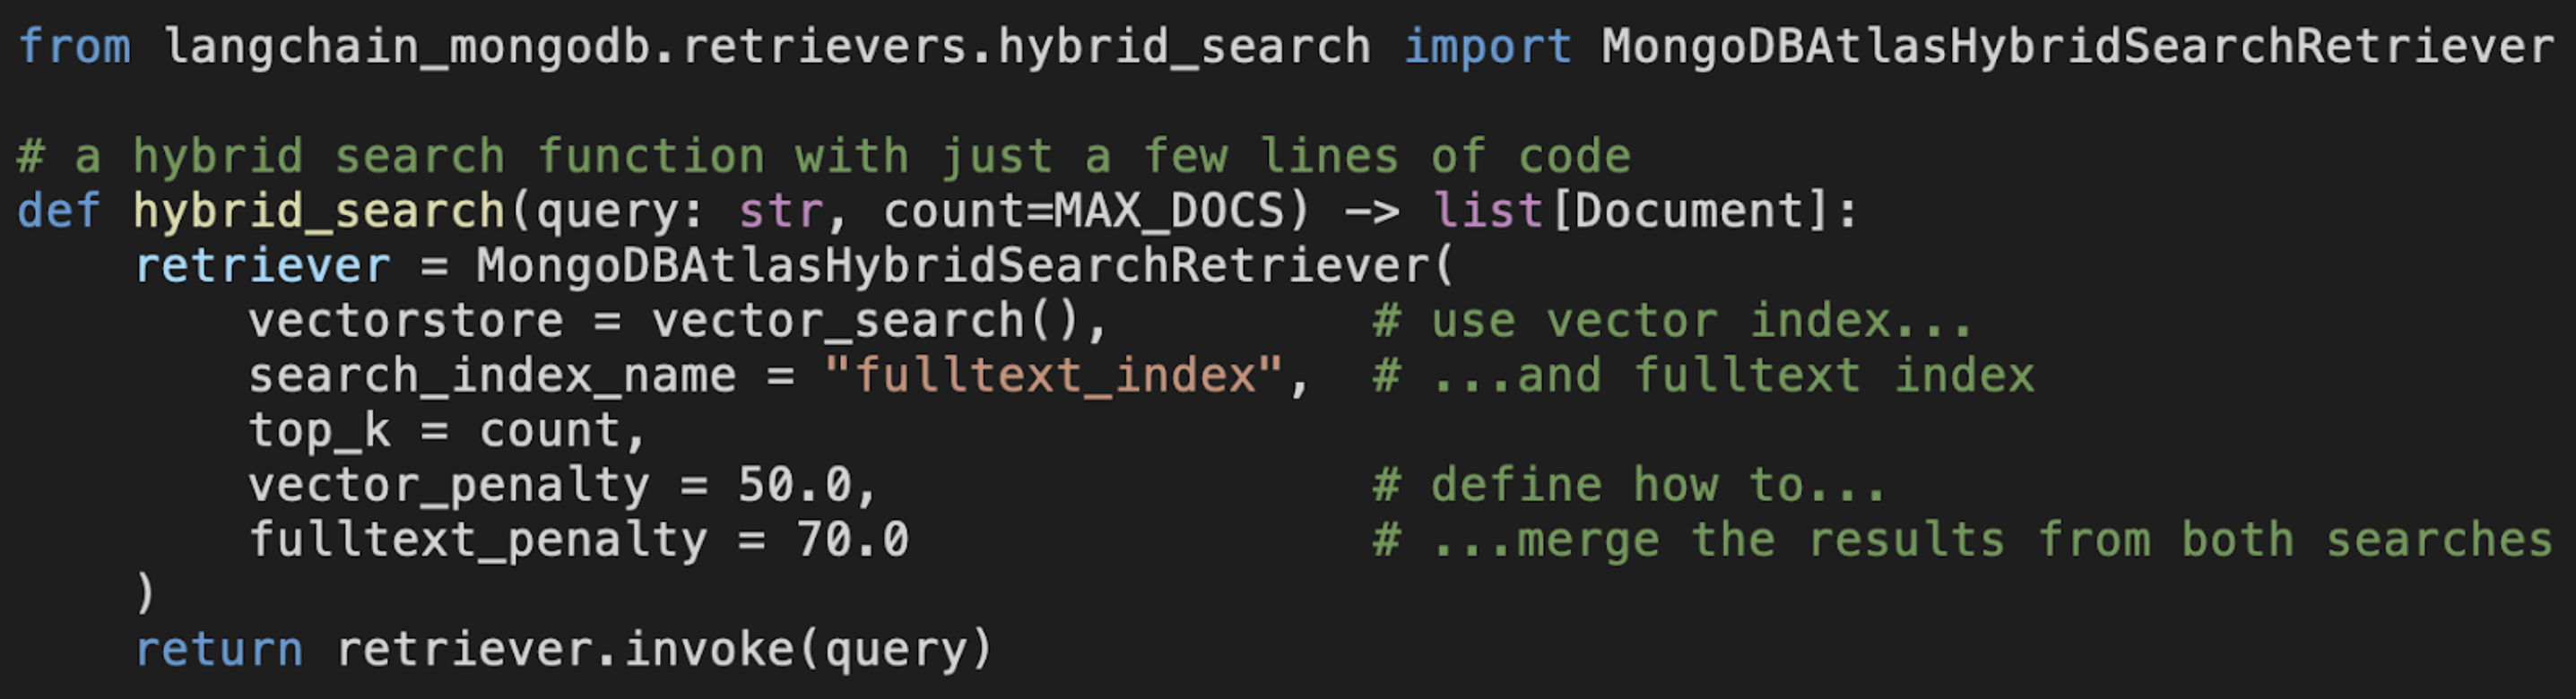 from langchain_mongodb.retrievers.hybrid_search import MongoDBAtlasHybridSearchRetriever

# a hybrid search function with just a few lines of code
def hybrid_search(query: str, count=MAX_DOCS) -> list[Document]:
    retriever = MongoDBAtlasHybridSearchRetriever(
        vectorstore = vector_search(),         # use vector index...
        search_index_name = "fulltext_index",  # ...and fulltext index
        top_k = count,
        vector_penalty = 50.0,                 # define how to...
        fulltext_penalty = 70.0                # ...merge the results from both searches
    )
    return retriever.invoke(query)